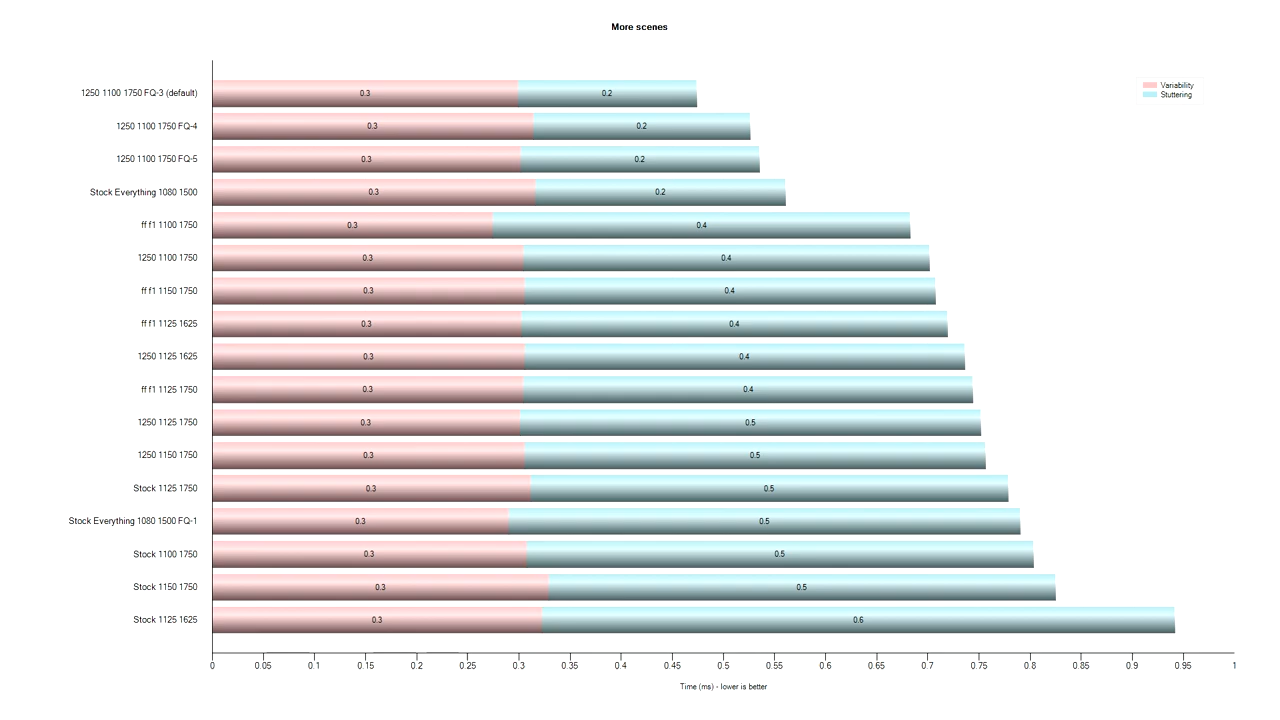 More scenes
Variability
Stuttering
1250 1100 1750 FQ-3 (default) 0.3 0.2
1250 1100 1750 FQ-4 0.3 0.2
1250 1100 1750 FQ-5 0.3 0.2
Stock Everything 1080 1500 0.3 0.2
ff f1 1100 1750 0.3 0.4
1250 1100 1750 0.3 0.4
ff f1 1150 1750 0.3 0.4
ff f1 1125 1625 0.3 0.4
1250 1125 1625 0.3 0.4
ff f1 1125 1750 0.3 0.4
1250 1125 1750 0.3 0.5
1250 1150 1750 0.3 0.5
Stock 1125 1750 0.3 0.5
Stock Everything 1080 1500 FQ-1 0.3 0.5
Stock 1100 1750 0.3 0.5
Stock 1150 1750 0.3 0.5
Stock 1125 1625 0.3 0.6
0 0.05 0.1 0.15 0.2 0.25 0.3 0.35 0.4 0.45 0.5 0.55 0.6 0.65 0.7 0.75 0.8 0.85 0.9 0.95 1
Time (ms) - lower is better